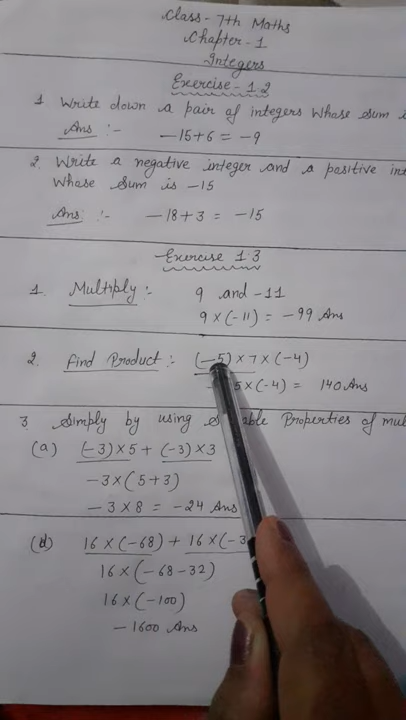 Class - 7th Maths
Chapter - 1
Integers
Exercise - 1.2
1. Write down a pair of integers whose sum
Ans :- -15+6 = -9
2. Write a negative integer and a positive
Whose Sum is -15
Ans: :- -18+3 = -15
Exercise 1.3
1. Multiply :- 9 and -11
9 × (-11) = -99 Ans
2. Find Product :- (-5) × 7 × (-4)
5 × (-4) = 140 Ans
3. Simply by using Properties of
(a) (-3) × 5 + (-3) × 3
-3 × (5+3)
-3 × 8 = -24 Ans
(d) 16 × (-68) + 16 × (-3
16 × (-68-32)
16 × (-100)
-1600 Ans